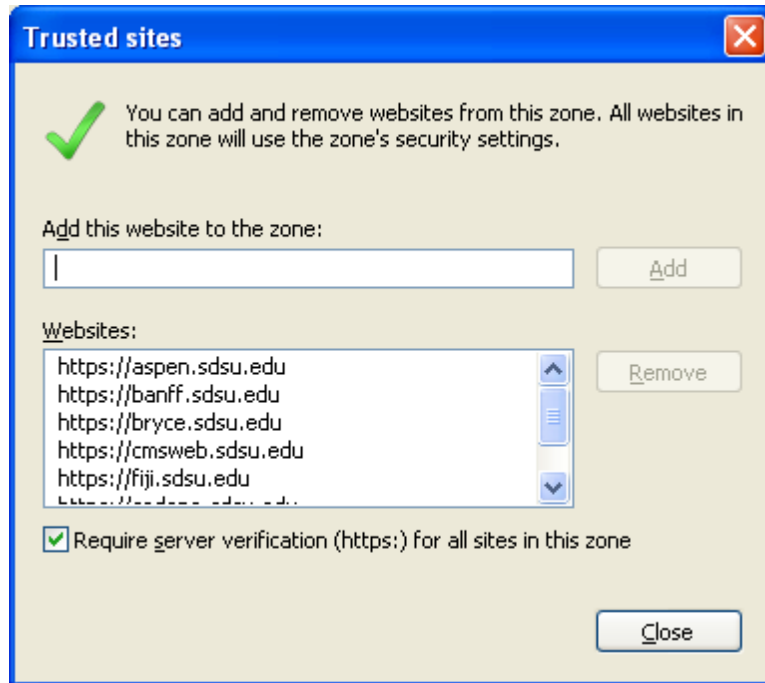 Trusted sites
You can add and remove websites from this zone. All websites in
this zone will use the zone's security settings.
Add this website to the zone:
Add
Websites:
https://aspen.sdsu.edu
https://banff.sdsu.edu
https://bryce.sdsu.edu
https://cmsweb.sdsu.edu
https://fiji.sdsu.edu
Remove
Require server verification (https:) for all sites in this zone
Close